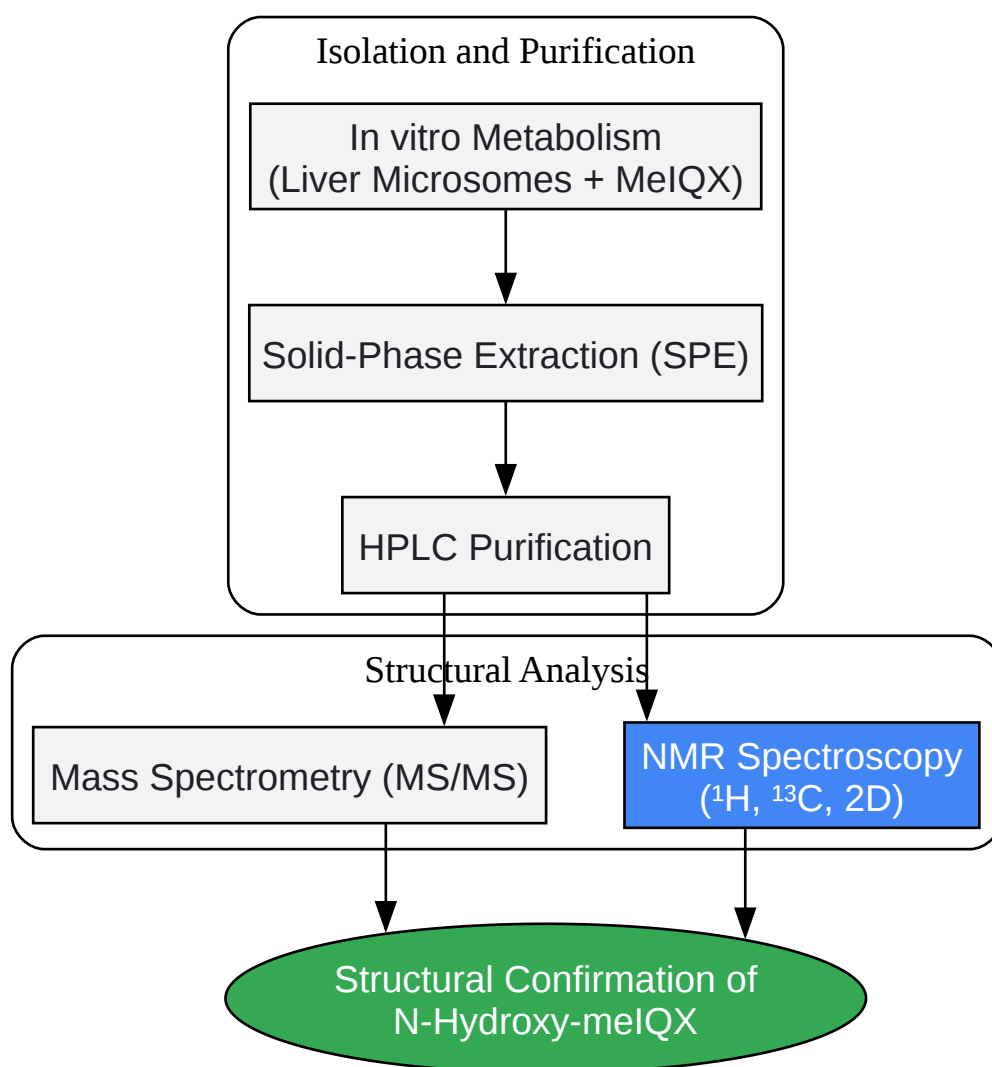 Isolation and Purification
In vitro Metabolism
(Liver Microsomes + MeIQX)
Solid-Phase Extraction (SPE)
HPLC Purification
Structural Analysis
Mass Spectrometry (MS/MS)
NMR Spectroscopy
(¹H, ¹³C, 2D)
Structural Confirmation of
N-Hydroxy-meIQX